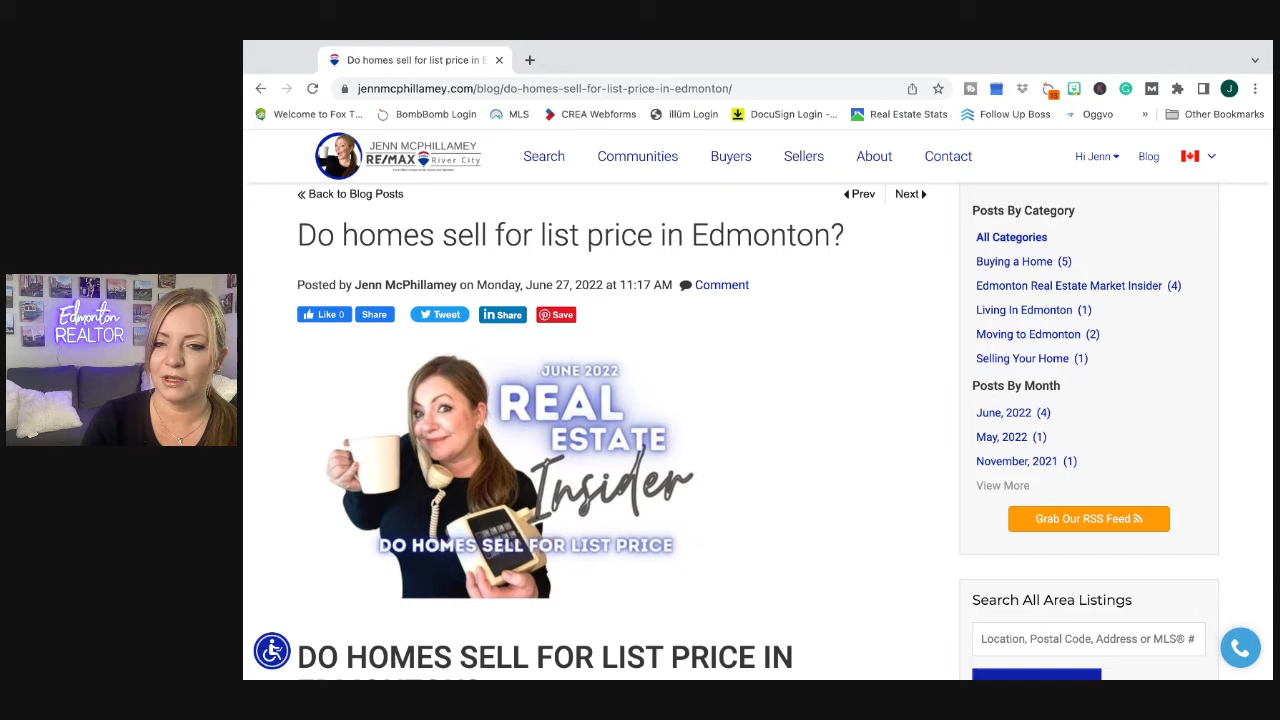 Do homes sell for list price in E
jennmcphillamey.com/blog/do-homes-sell-for-list-price-in-edmonton/
Welcome to Fox T...
BombBomb Login
MLS
CREA Webforms
illüm Login
DocuSign Login -...
Real Estate Stats
Follow Up Boss
Oggvo
»
Other Bookmarks
13
J
JENN MCPHILLAMEY
RE/MAX River City
Search
Communities
Buyers
Sellers
About
Contact
Hi Jenn
Blog
Back to Blog Posts
Prev
Next
Do homes sell for list price in Edmonton?
Posted by Jenn McPhillamey on Monday, June 27, 2022 at 11:17 AM Comment
Like 0
Share
Tweet
in Share
Save
JUNE 2022
REAL
ESTATE
Insider
DO HOMES SELL FOR LIST PRICE
DO HOMES SELL FOR LIST PRICE IN
Posts By Category
All Categories
Buying a Home (5)
Edmonton Real Estate Market Insider (4)
Living In Edmonton (1)
Moving to Edmonton (2)
Selling Your Home (1)
Posts By Month
June, 2022 (4)
May, 2022 (1)
November, 2021 (1)
View More
Grab Our RSS Feed
Search All Area Listings
Location, Postal Code, Address or MLS® #
Edmonton
REALTOR